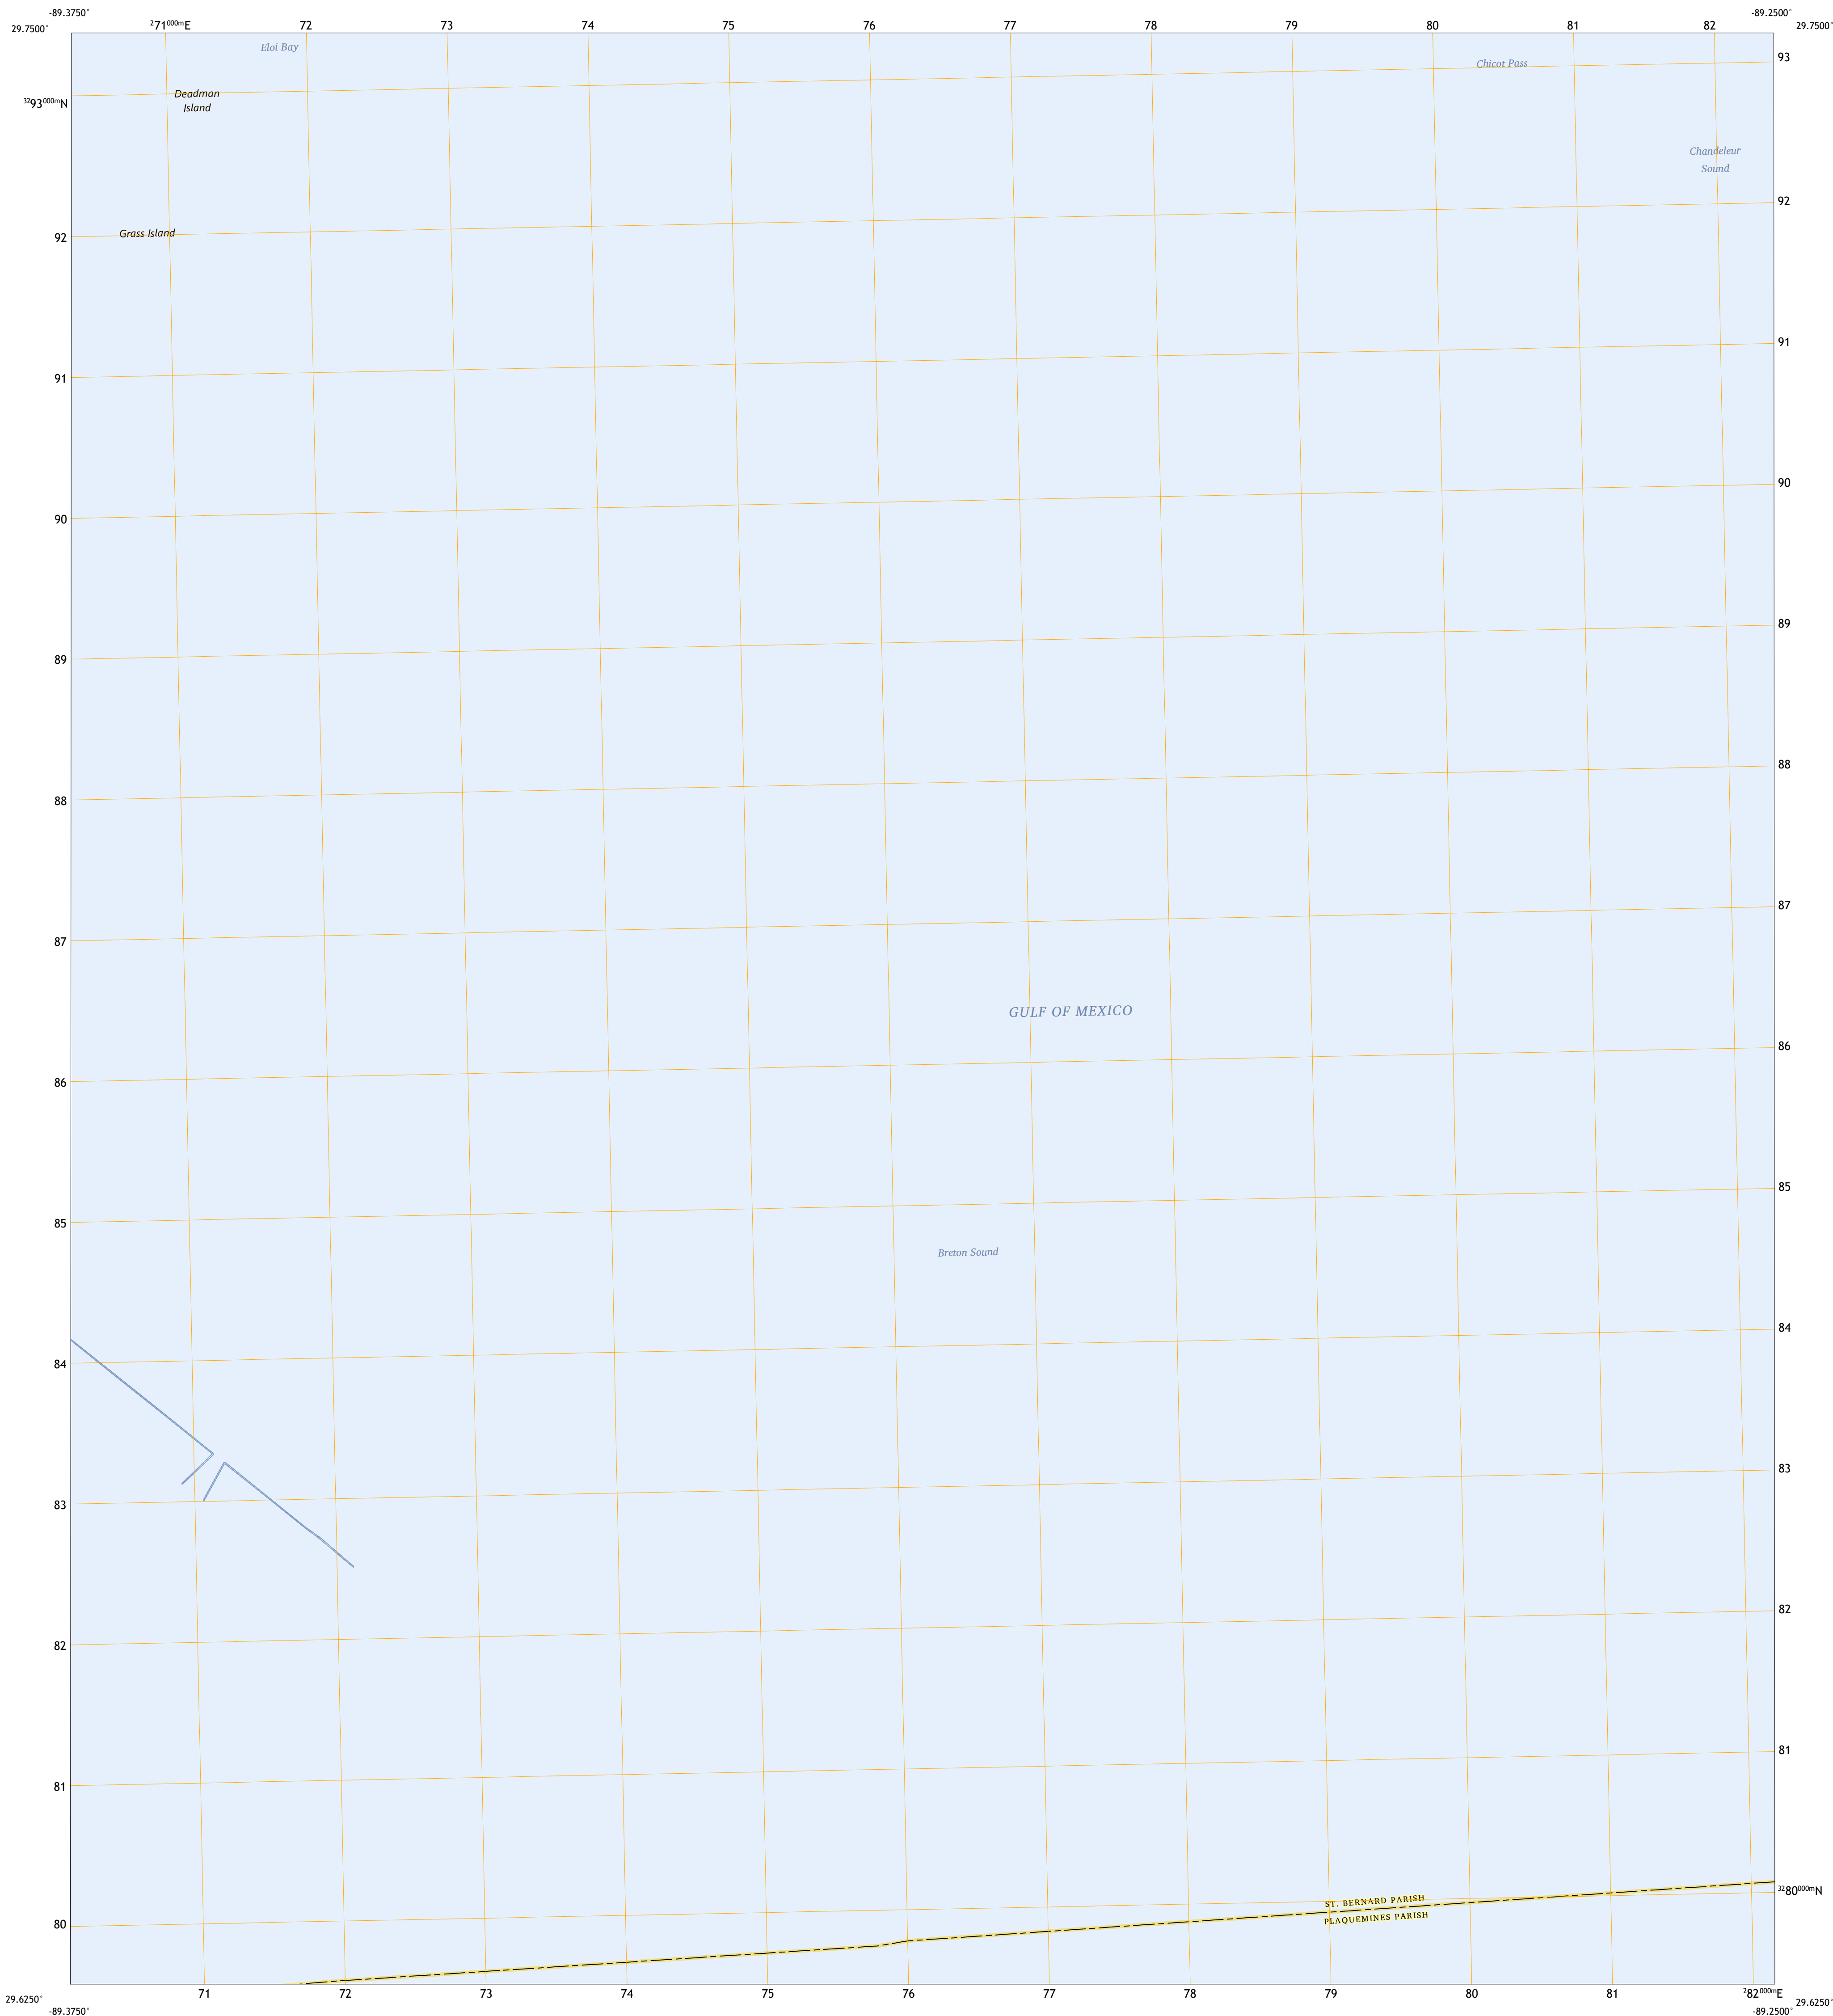 -89.3750°
-89.2500°
29.7500°
271000mE 72 73 74 75 76 77 78 79 80 81 82
29.7500°
Eloi Bay
Chicot Pass
93
Deadman
Island
3293000mN
Chandeleur
Sound
92
Grass Island
92
91
91
90
90
89
89
88
88
87
87
GULF OF MEXICO
86
86
85
85
Breton Sound
84
84
83
83
82
82
81
81
ST. BERNARD PARISH
3280000mN
PLAQUEMINES PARISH
80
71 72 73 74 75 76 77 78 79 80 81 282000mE
29.6250°
29.6250°
-89.3750°
-89.2500°